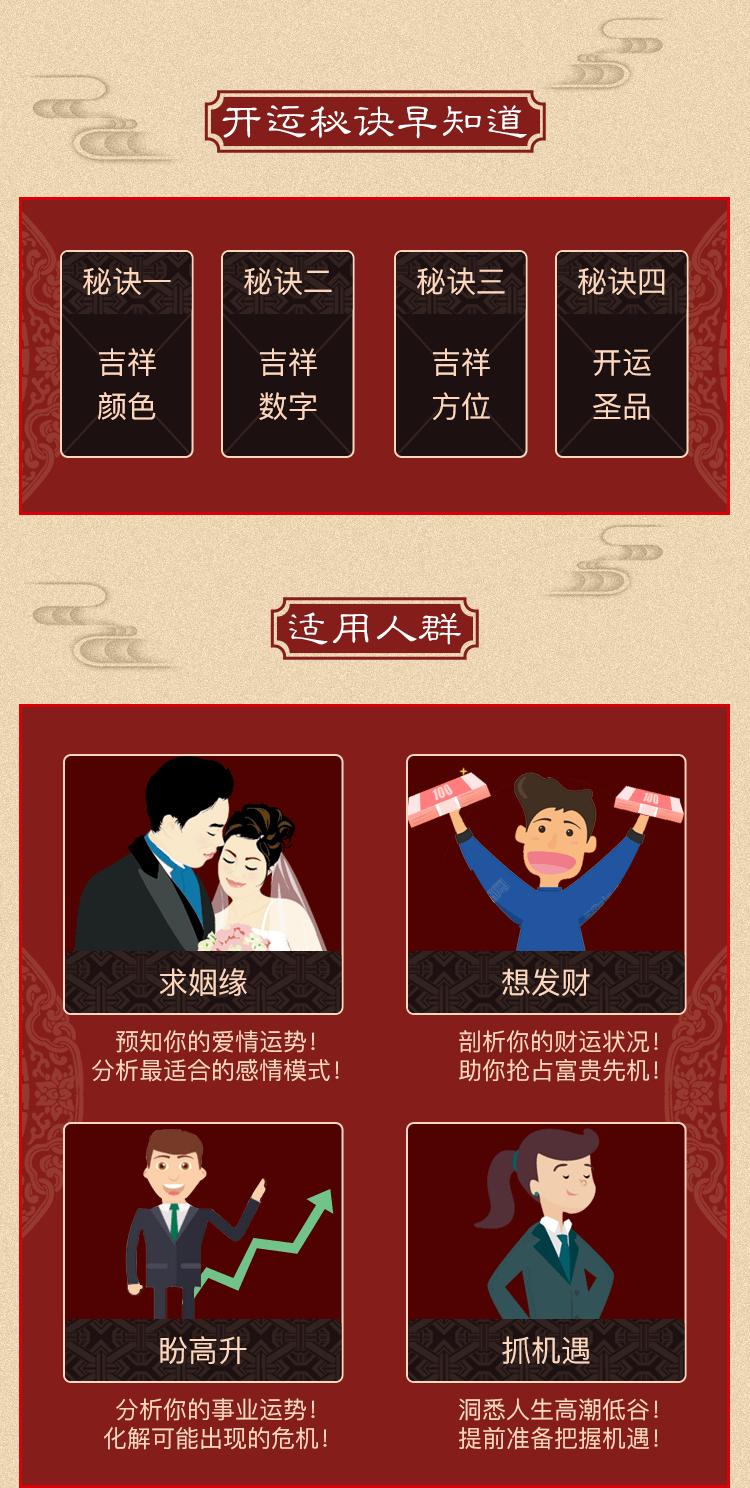 开运秘诀早知道
秘诀一
吉祥
颜色
秘诀二
吉祥
数字
秘诀三
吉祥
方位
秘诀四
开运
圣品
适用人群
100
100
求姻缘
预知你的爱情运势！
分析最适合的感情模式！
想发财
剖析你的财运状况！
助你抢占富贵先机！
盼高升
分析你的事业运势！
化解可能出现的危机！
抓机遇
洞悉人生高潮低谷！
提前准备把握机遇！